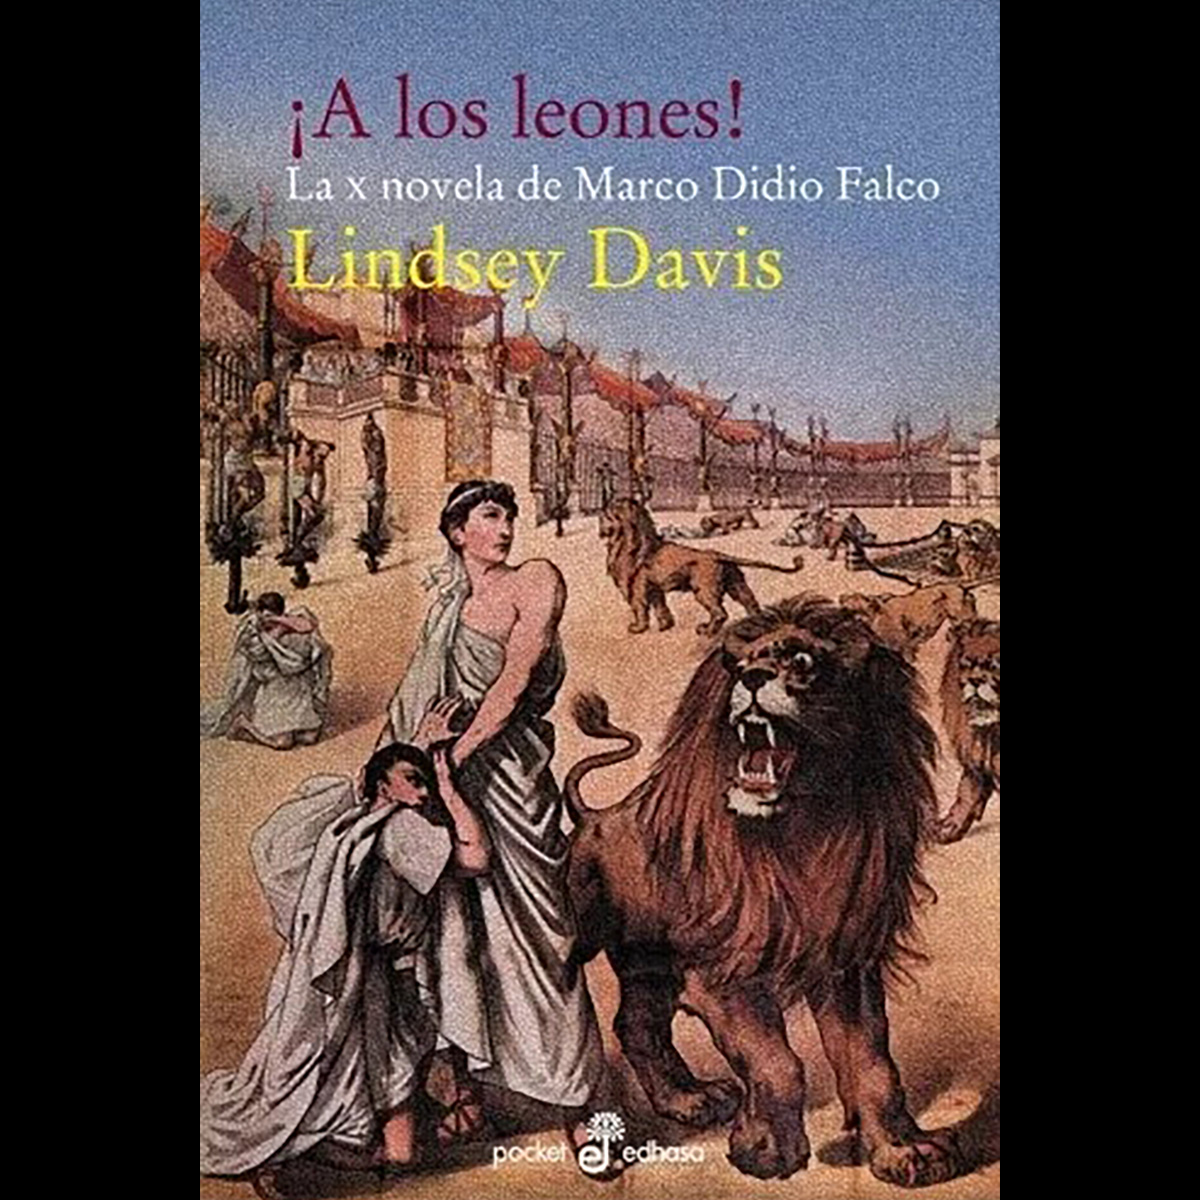 ¡A los leones!
La x novela de Marco Didio Falco
Lindsey Davis
pocket edhasa